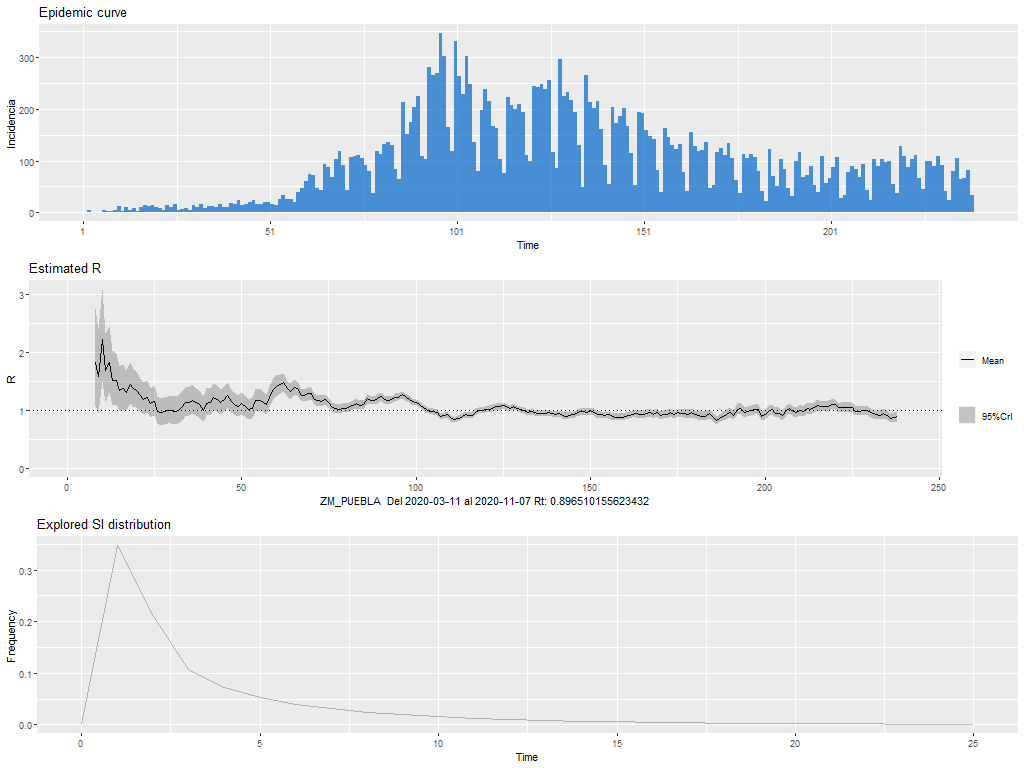 Epidemic curve
300
200
100
0
Incidencia
1
51
101
151
201
Time
Estimated R
3
2
1
0
R
0
50
100
150
200
250
ZM_PUEBLA Del 2020-03-11 al 2020-11-07 Rt: 0.896510155623432
Mean
95%CrI
Explored SI distribution
0.3
0.2
0.1
0.0
Frequency
0
5
10
15
20
25
Time